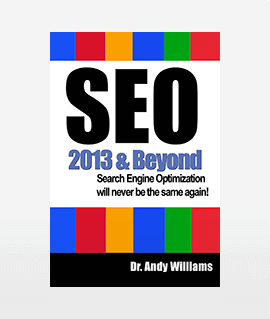 SEO
2013 & Beyond
Search Engine Optimization
will never be the same again!
Dr. Andy Williams